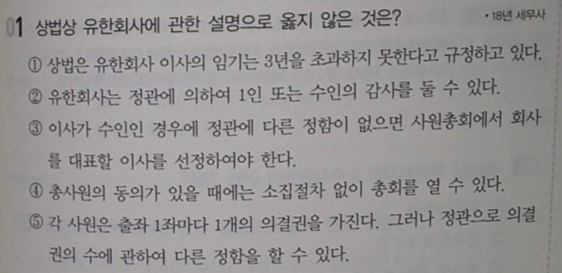 01 상법상 유한회사에 관한 설명으로 옳지 않은 것은? •18년 세무사
① 상법은 유한회사 이사의 임기는 3년을 초과하지 못한다고 규정하고 있다.
② 유한회사는 정관에 의하여 1인 또는 수인의 감사를 둘 수 있다.
③ 이사가 수인인 경우에 정관에 다른 정함이 없으면 사원총회에서 회사
를 대표할 이사를 선정하여야 한다.
④ 총사원의 동의가 있을 때에는 소집절차 없이 총회를 열 수 있다.
⑤ 각 사원은 출좌 1좌마다 1개의 의결권을 가진다. 그러나 정관으로 의결
권의 수에 관하여 다른 정함을 할 수 있다.